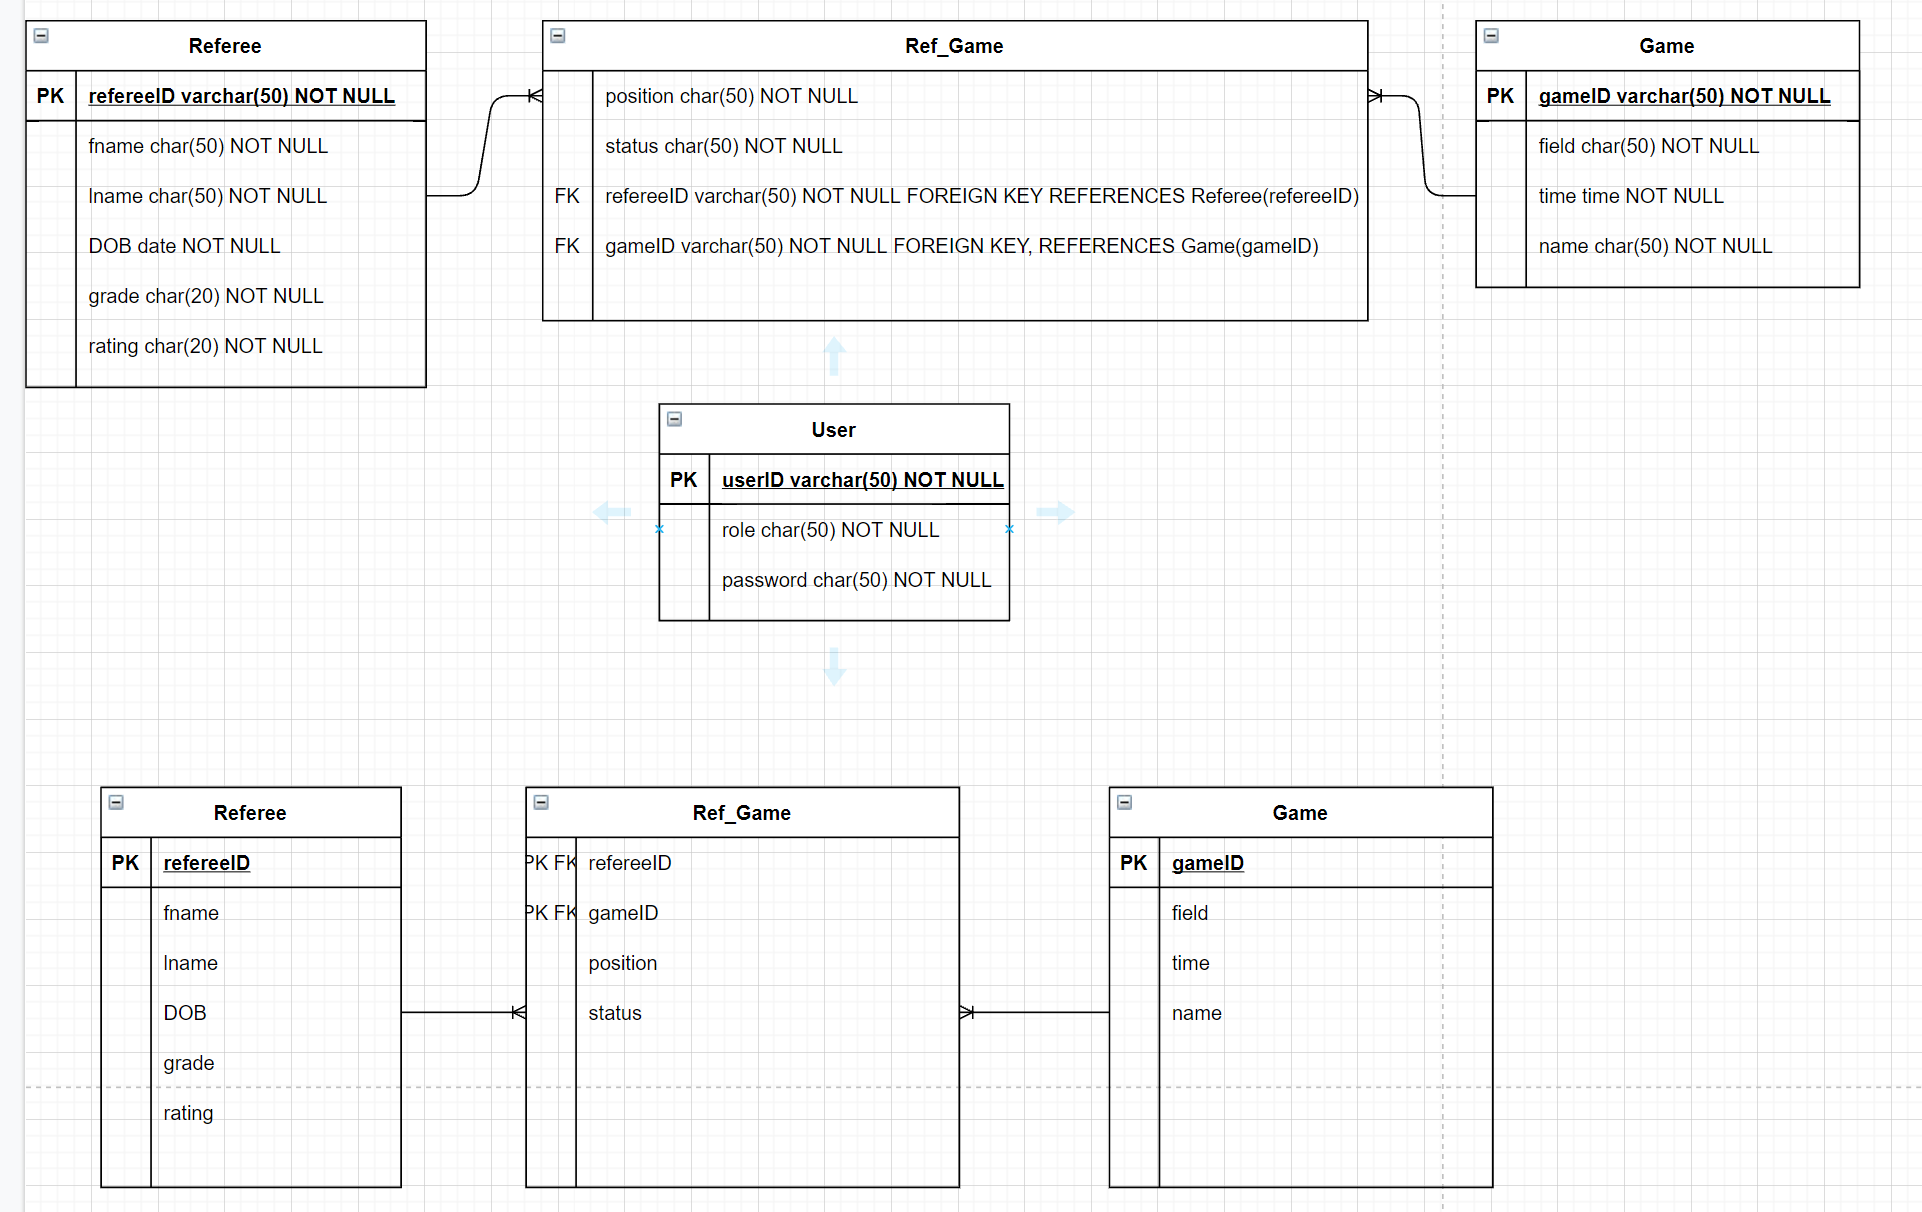 Referee
PK refereeID varchar(50) NOT NULL
fname char(50) NOT NULL
lname char(50) NOT NULL
DOB date NOT NULL
grade char(20) NOT NULL
rating char(20) NOT NULL
Ref_Game
position char(50) NOT NULL
status char(50) NOT NULL
FK refereeID varchar(50) NOT NULL FOREIGN KEY REFERENCES Referee(refereeID)
FK gameID varchar(50) NOT NULL FOREIGN KEY, REFERENCES Game(gameID)
Game
PK gameID varchar(50) NOT NULL
field char(50) NOT NULL
time time NOT NULL
name char(50) NOT NULL
User
PK userID varchar(50) NOT NULL
role char(50) NOT NULL
password char(50) NOT NULL
Referee
PK refereeID
fname
lname
DOB
grade
rating
Ref_Game
PK FK refereeID
PK FK gameID
position
status
Game
PK gameID
field
time
name